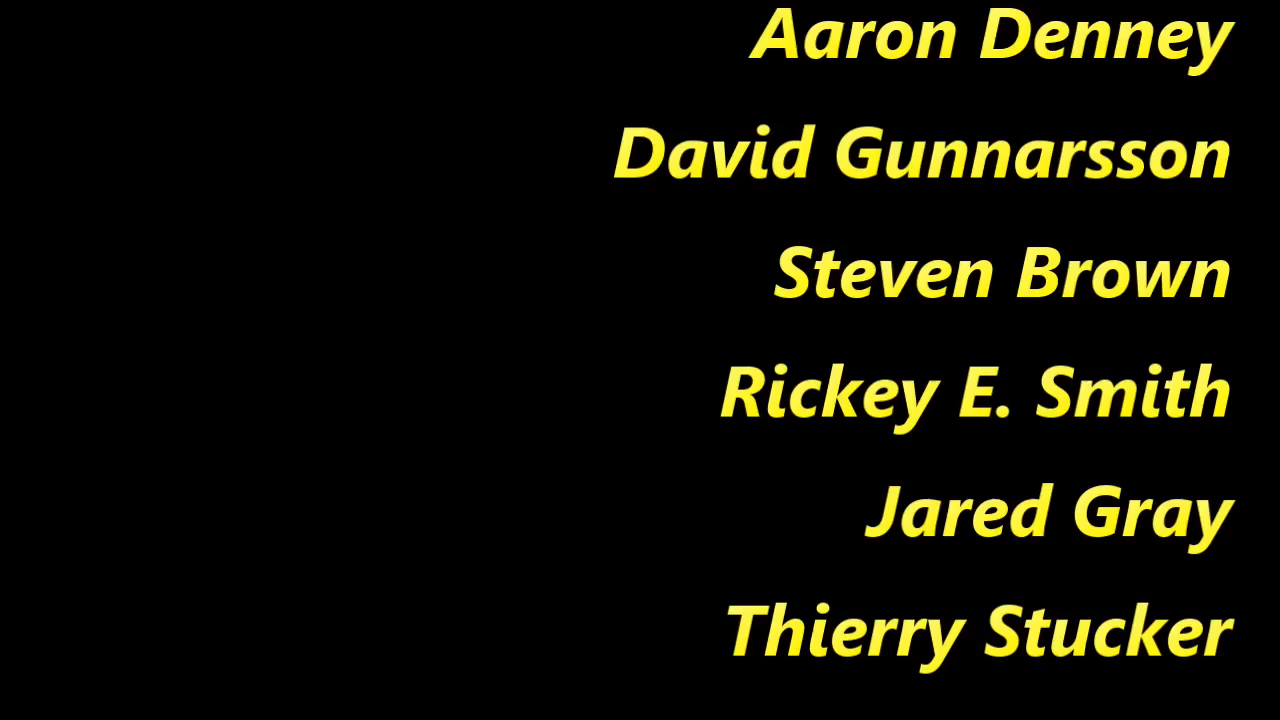 Aaron Denney
David Gunnarsson
Steven Brown
Rickey E. Smith
Jared Gray
Thierry Stucker